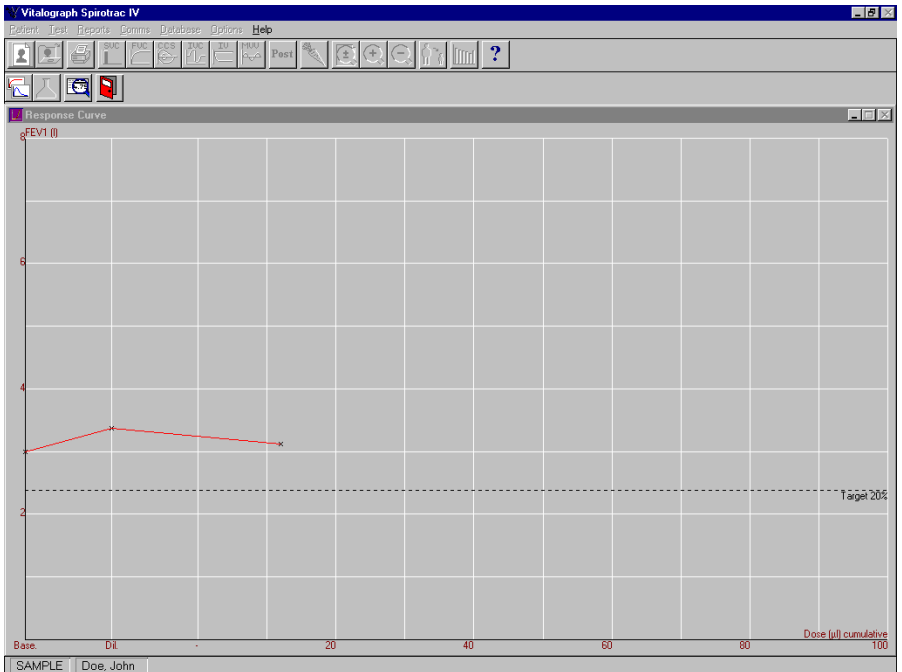 Vitalograph Spirotrac IV
Patient Test Reports Comms Database Options Help
SVC FVC CCS IVC IV MVV Post ?
Response Curve
FEV1 (l)
8
6
4
2
Target 20%
Dose (µl) cumulative
Base. Dil. - 20 40 60 80 100
SAMPLE Doe, John